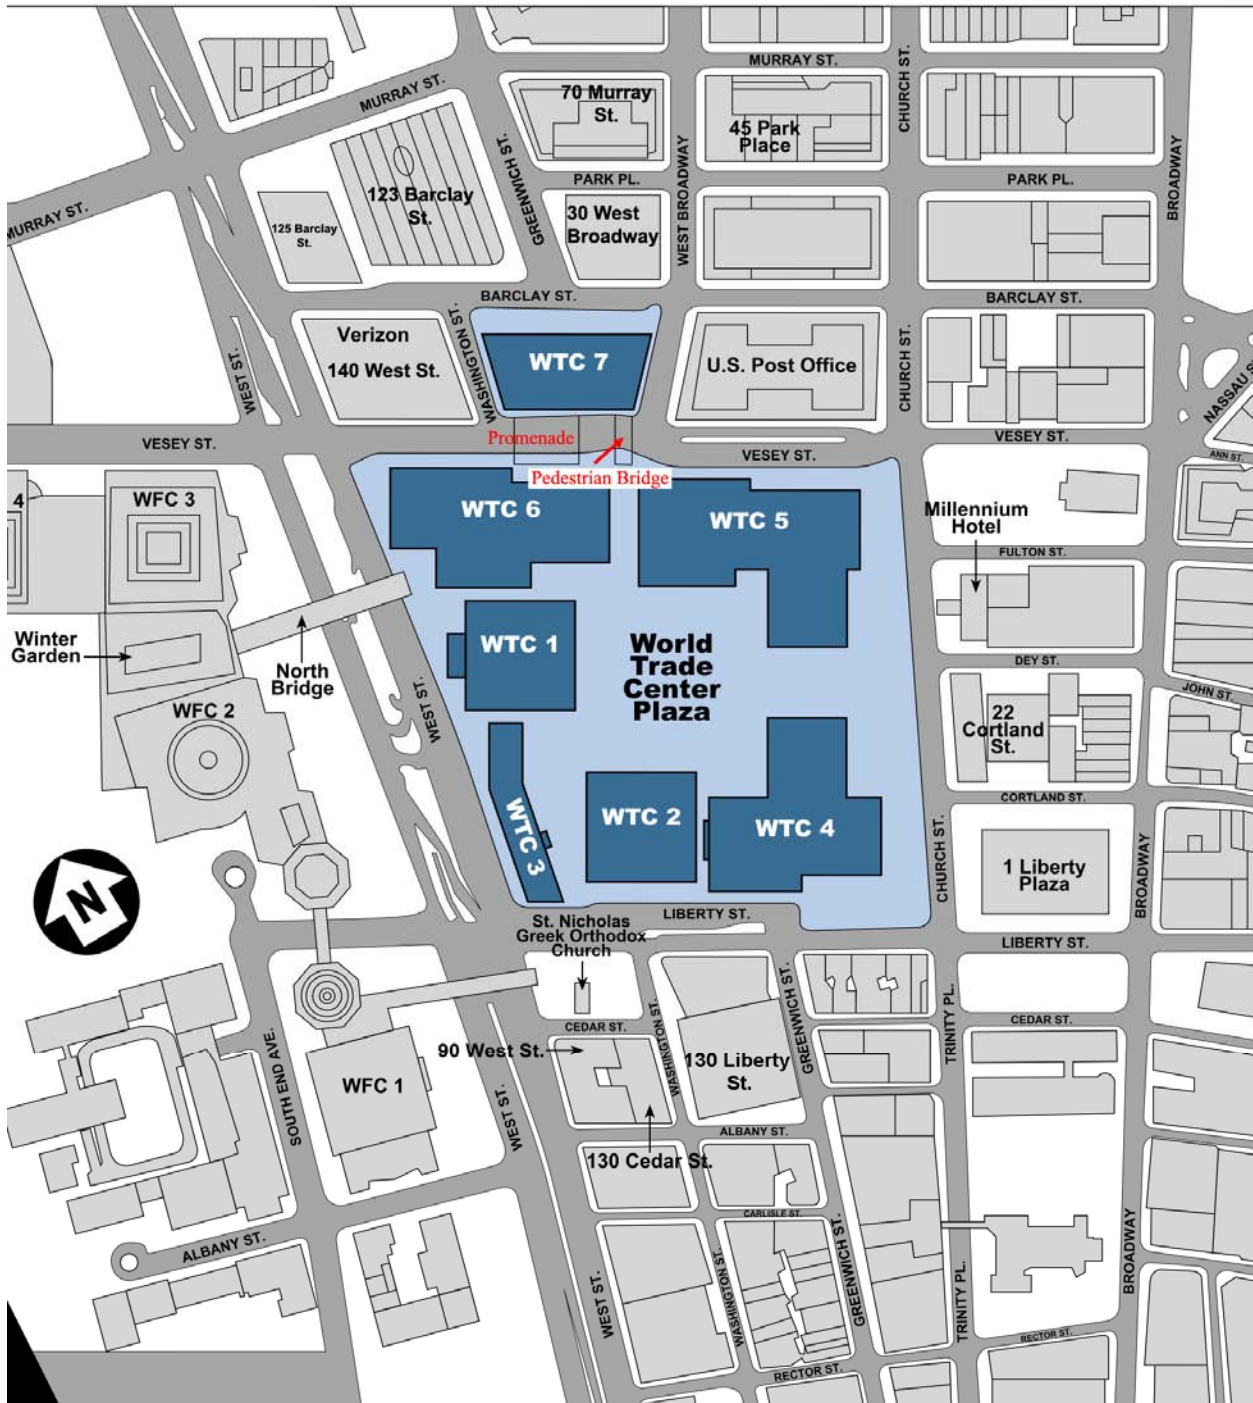 MURRAY ST.
MURRAY ST.
MURRAY ST.
CHURCH ST.
70 Murray
St.
45 Park
Place
GREENWICH ST.
WEST BROADWAY
BROADWAY
PARK PL.
PARK PL.
123 Barclay
St.
125 Barclay
St.
30 West
Broadway
BARCLAY ST.
BARCLAY ST.
WASHINGTON ST.
Verizon
140 West St.
WTC 7
U.S. Post Office
CHURCH ST.
WEST ST.
NASSAU S
VESEY ST.
Promenade
Pedestrian Bridge
VESEY ST.
VESEY ST.
ANN ST.
4
WFC 3
WTC 6
WTC 5
Millennium
Hotel
FULTON ST.
Winter
Garden
North
Bridge
WTC 1
World
Trade
Center
Plaza
DEY ST.
JOHN ST.
WFC 2
WEST ST.
22
Cortland
St.
CORTLAND ST.
WTC 3
WTC 2
WTC 4
CHURCH ST.
1 Liberty
Plaza
BROADWAY
N
LIBERTY ST.
LIBERTY ST.
St. Nicholas
Greek Orthodox
Church
GREENWICH ST.
TRINITY PL.
CEDAR ST.
CEDAR ST.
WASHINGTON ST.
90 West St.
130 Liberty
St.
SOUTH END AVE.
WFC 1
WEST ST.
ALBANY ST.
130 Cedar St.
CARLISLE ST.
ALBANY ST.
WEST ST.
WASHINGTON ST.
GREENWICH ST.
TRINITY PL.
BROADWAY
RECTOR ST.
RECTOR ST.